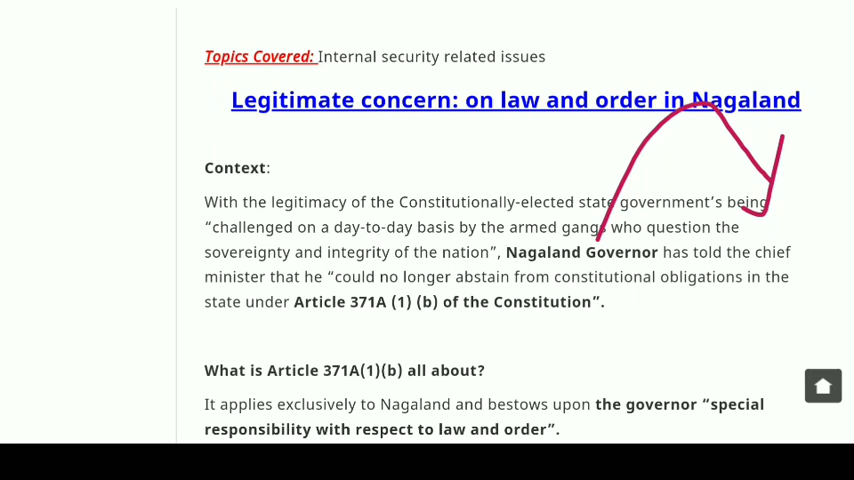 Topics Covered: Internal security related issues
Legitimate concern: on law and order in Nagaland
Context:
With the legitimacy of the Constitutionally-elected state government’s being
“challenged on a day-to-day basis by the armed gangs who question the
sovereignty and integrity of the nation”, Nagaland Governor has told the chief
minister that he “could no longer abstain from constitutional obligations in the
state under Article 371A (1) (b) of the Constitution”.
What is Article 371A(1)(b) all about?
It applies exclusively to Nagaland and bestows upon the governor “special
responsibility with respect to law and order”.